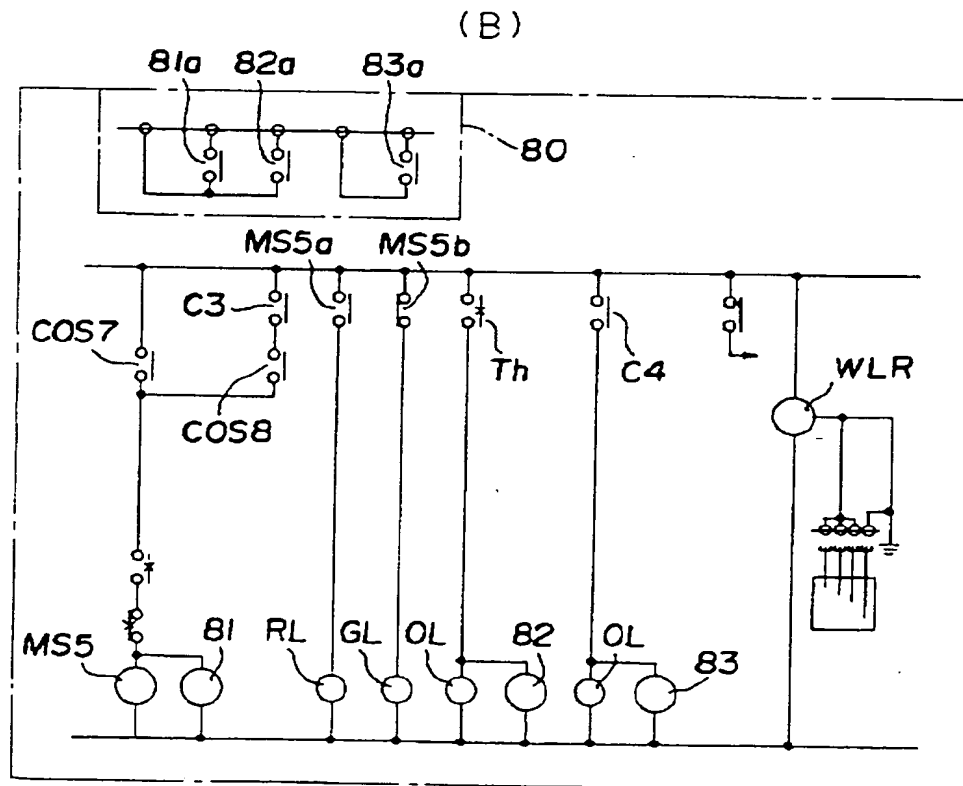 (B)
81a 82a 83a
80
MS5a MS5b
C3
COS7
Th
C4
WLR
COS8
MS5 81 RL GL OL 82 OL 83